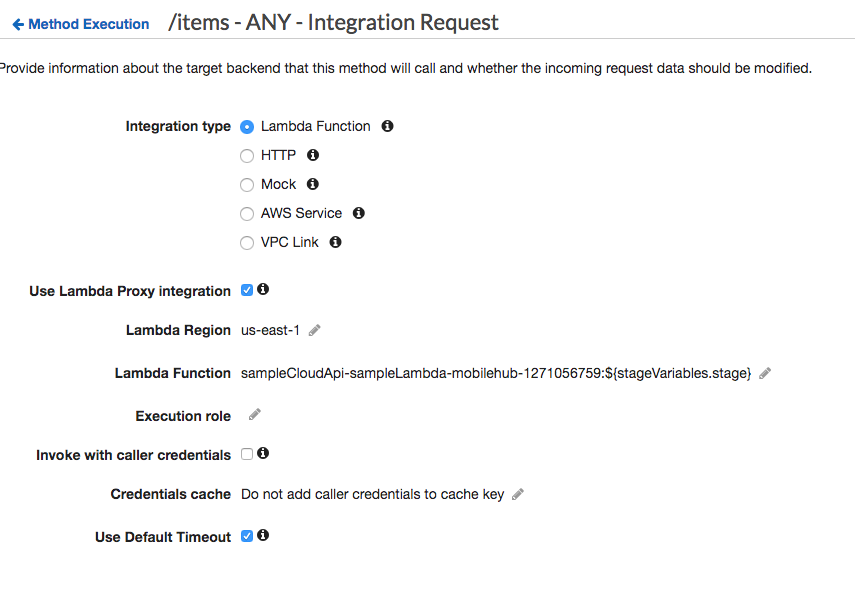 Method Execution /items - ANY - Integration Request
Provide information about the target backend that this method will call and whether the incoming request data should be modified.
Integration type Lambda Function
HTTP
Mock
AWS Service
VPC Link
Use Lambda Proxy integration
Lambda Region us-east-1
Lambda Function sampleCloudApi-sampleLambda-mobilehub-1271056759:${stageVariables.stage}
Execution role
Invoke with caller credentials
Credentials cache Do not add caller credentials to cache key
Use Default Timeout